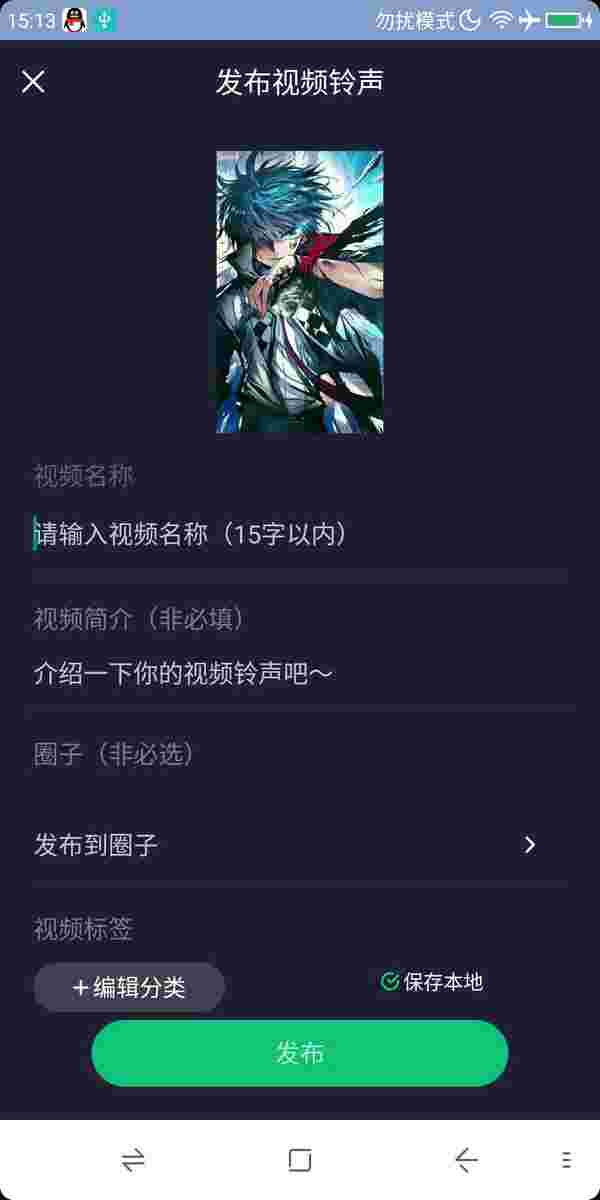 15:13 勿扰模式
发布视频铃声
视频名称
请输入视频名称（15字以内）
视频简介（非必填）
介绍一下你的视频铃声吧～
圈子（非必选）
发布到圈子
视频标签
+编辑分类 保存本地
发布